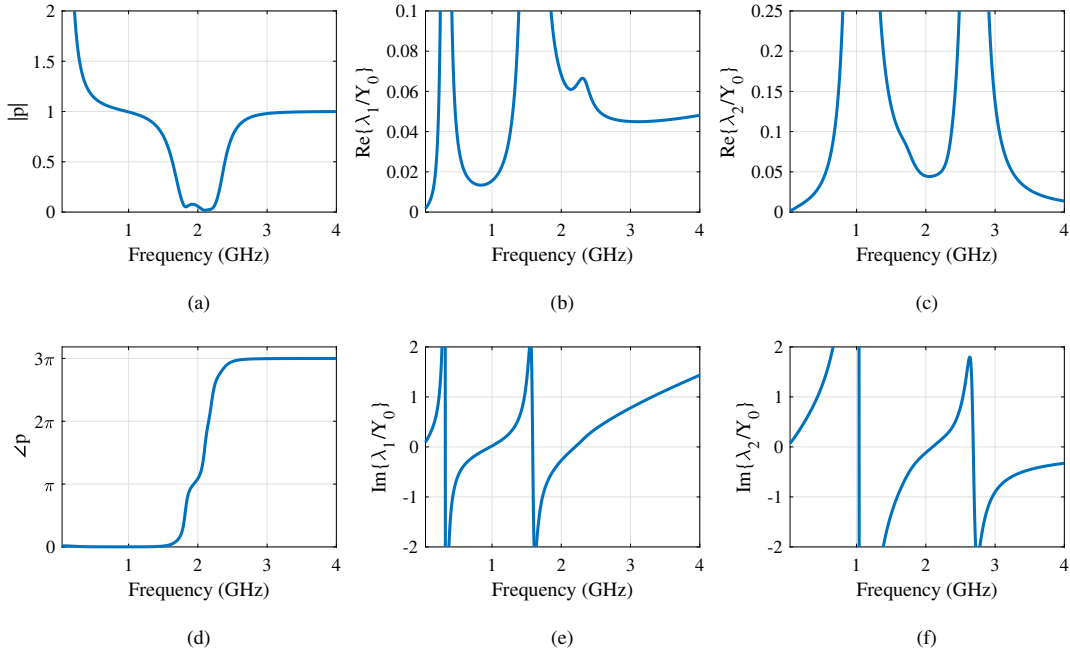 2
1.5
1
0.5
0
|p|
1 2 3 4
Frequency (GHz)
(a)
0.1
0.08
0.06
0.04
0.02
0
Re{λ₁/Y₀}
1 2 3 4
Frequency (GHz)
(b)
0.25
0.2
0.15
0.1
0.05
0
Re{λ₂/Y₀}
1 2 3 4
Frequency (GHz)
(c)
3π
2π
π
0
∠p
1 2 3 4
Frequency (GHz)
(d)
2
1
0
-1
-2
Im{λ₁/Y₀}
1 2 3 4
Frequency (GHz)
(e)
2
1
0
-1
-2
Im{λ₂/Y₀}
1 2 3 4
Frequency (GHz)
(f)